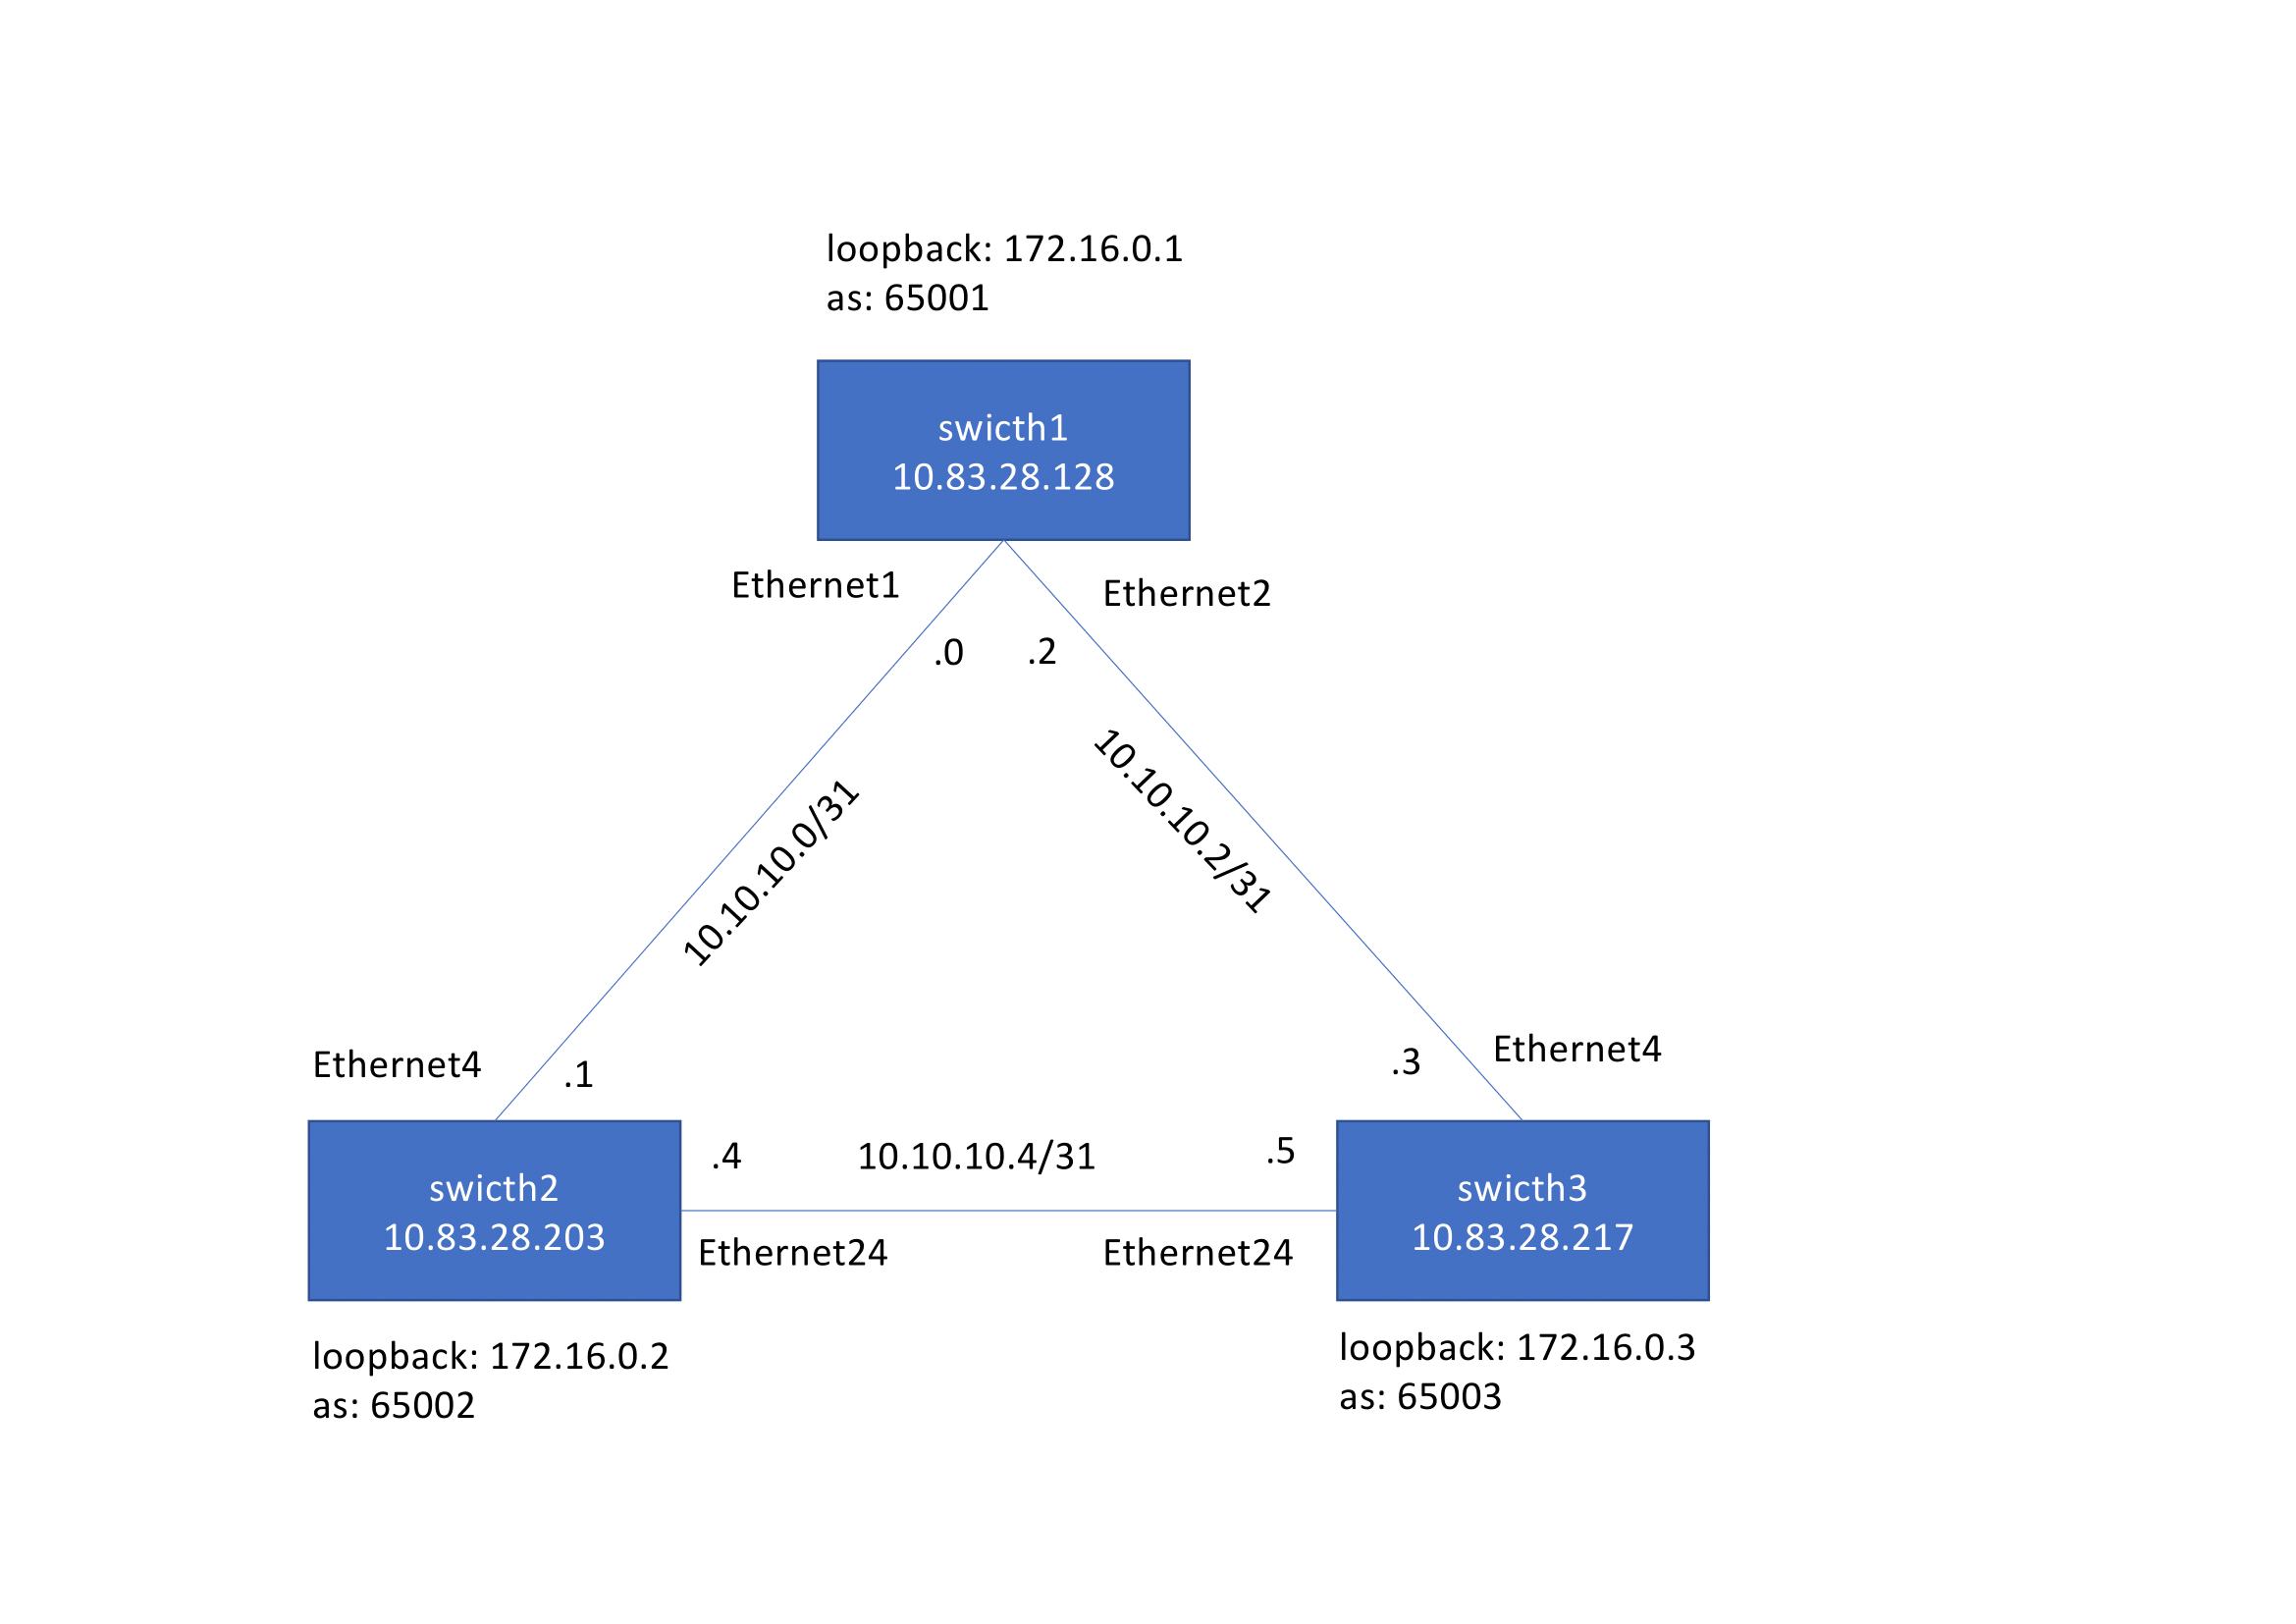 loopback: 172.16.0.1
as: 65001
swicth1
10.83.28.128
Ethernet1
Ethernet2
.0
.2
10.10.10.0/31
10.10.10.2/31
Ethernet4
.1
.3
Ethernet4
swicth2
10.83.28.203
.4
10.10.10.4/31
.5
Ethernet24
Ethernet24
swicth3
10.83.28.217
loopback: 172.16.0.2
as: 65002
loopback: 172.16.0.3
as: 65003